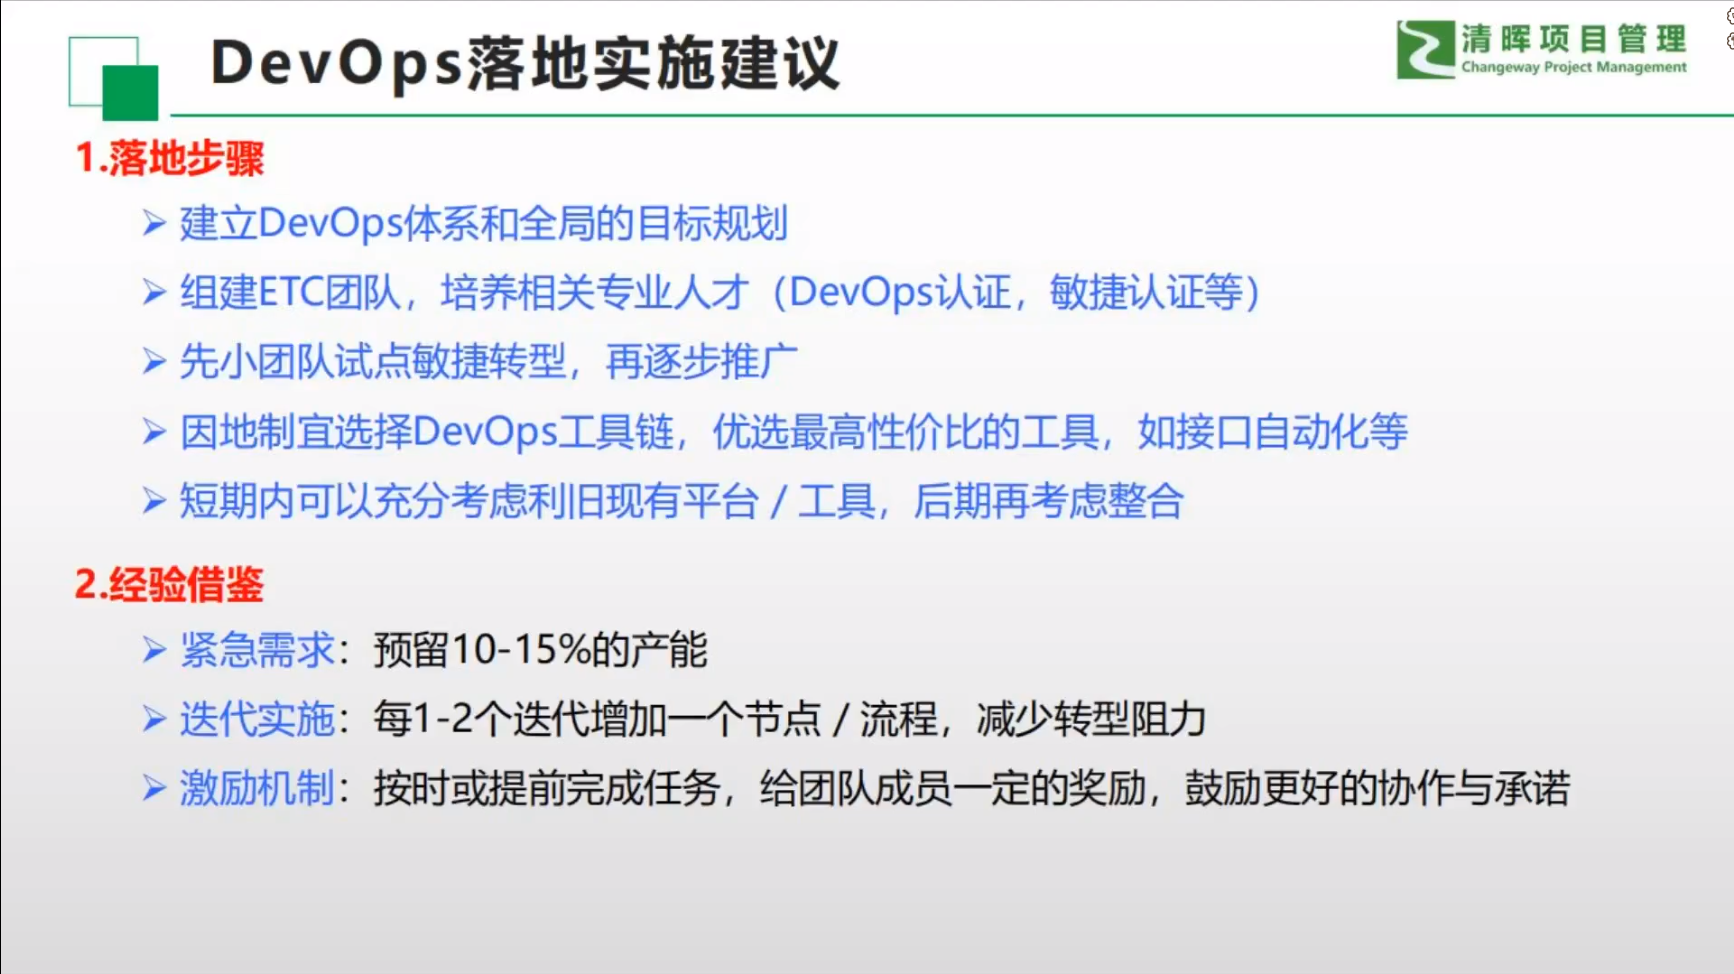 DevOps落地实施建议
清晖项目管理
Changeway Project Management
1.落地步骤
➢ 建立DevOps体系和全局的目标规划
➢ 组建ETC团队，培养相关专业人才（DevOps认证，敏捷认证等）
➢ 先小团队试点敏捷转型，再逐步推广
➢ 因地制宜选择DevOps工具链，优选最高性价比的工具，如接口自动化等
➢ 短期内可以充分考虑利旧现有平台 / 工具，后期再考虑整合
2.经验借鉴
➢ 紧急需求：预留10-15%的产能
➢ 迭代实施：每1-2个迭代增加一个节点 / 流程，减少转型阻力
➢ 激励机制：按时或提前完成任务，给团队成员一定的奖励，鼓励更好的协作与承诺